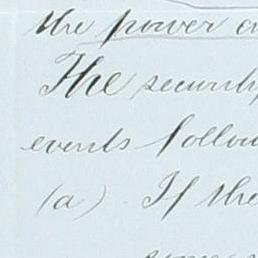 the power
The security
events follow
(a) . If the